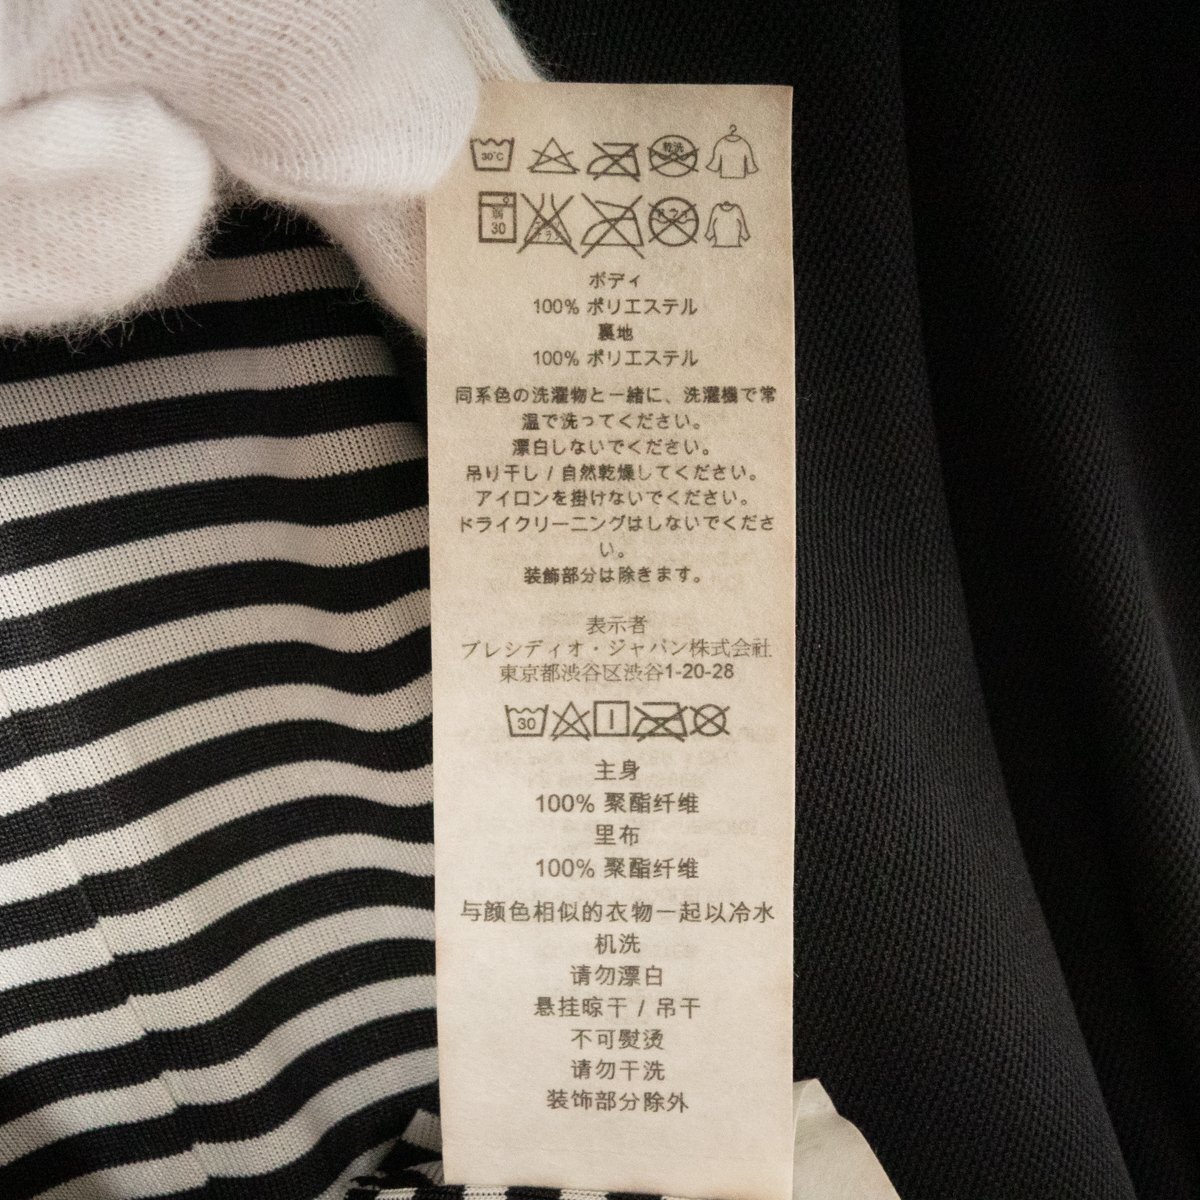 30°C 乾洗
弱 30
ボディ
100% ポリエステル
裏地
100% ポリエステル
同系色の洗濯物と一緒に、洗濯機で常
温で洗ってください。
漂白しないでください。
吊り干し / 自然乾燥してください。
アイロンを掛けないでください。
ドライクリーニングはしないでくださ
い。
装飾部分は除きます。
表示者
プレシディオ・ジャパン株式会社
東京都渋谷区渋谷1-20-28
30
主身
100% 聚酯纤维
里布
100% 聚酯纤维
与颜色相似的衣物一起以冷水
机洗
请勿漂白
悬挂晾干 / 吊干
不可熨烫
请勿干洗
装饰部分除外